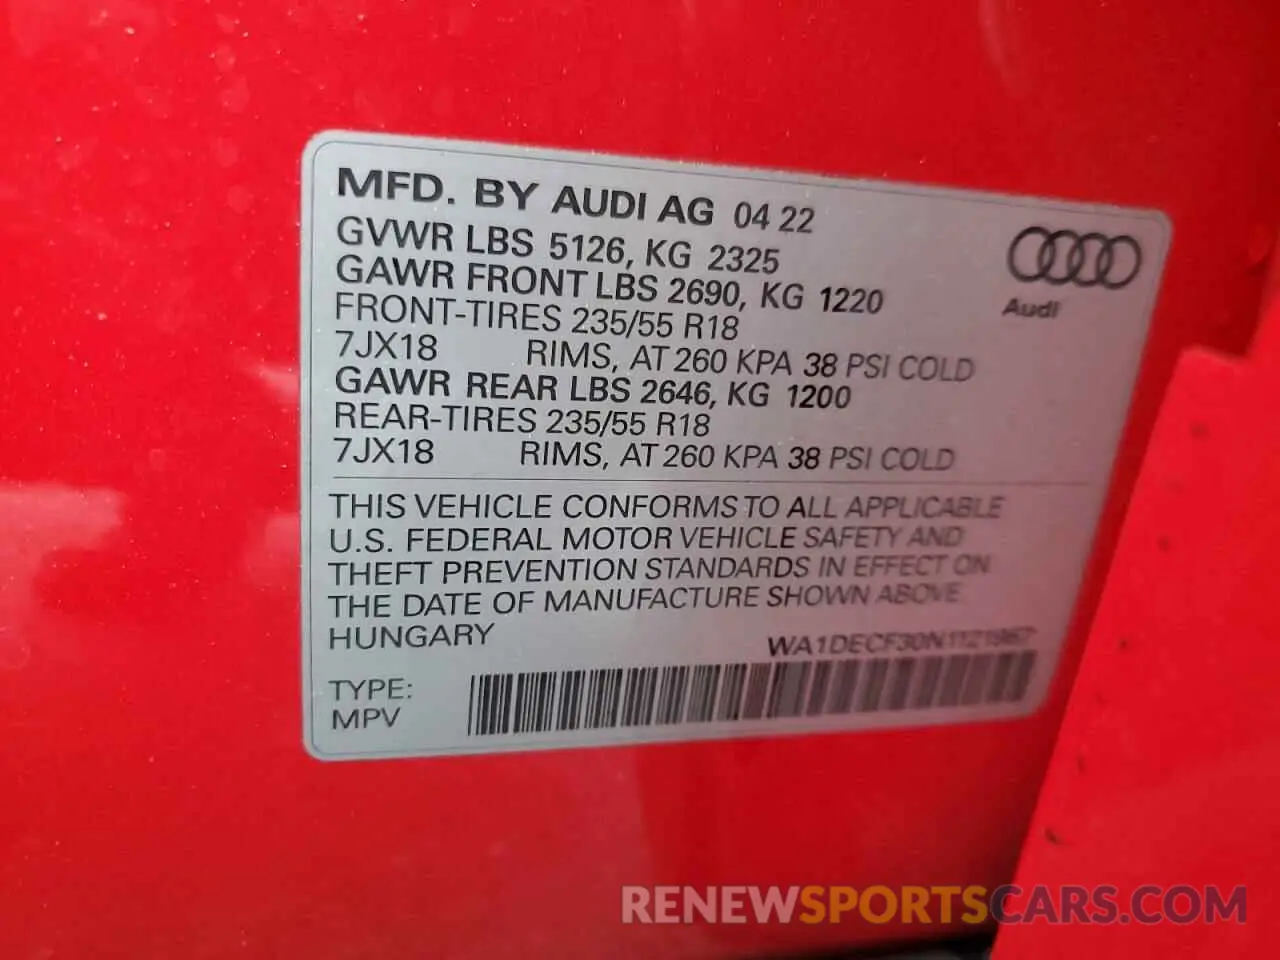 MFD. BY AUDI AG 04 22
GVWR LBS 5126, KG 2325
GAWR FRONT LBS 2690, KG 1220
FRONT-TIRES 235/55 R18
7JX18 RIMS, AT 260 KPA 38 PSI COLD
GAWR REAR LBS 2646, KG 1200
REAR-TIRES 235/55 R18
7JX18 RIMS, AT 260 KPA 38 PSI COLD
Audi
THIS VEHICLE CONFORMS TO ALL APPLICABLE
U.S. FEDERAL MOTOR VEHICLE SAFETY AND
THEFT PREVENTION STANDARDS IN EFFECT ON
THE DATE OF MANUFACTURE SHOWN ABOVE
HUNGARY
TYPE:
MPV
RENEWSPORTSCARS.COM